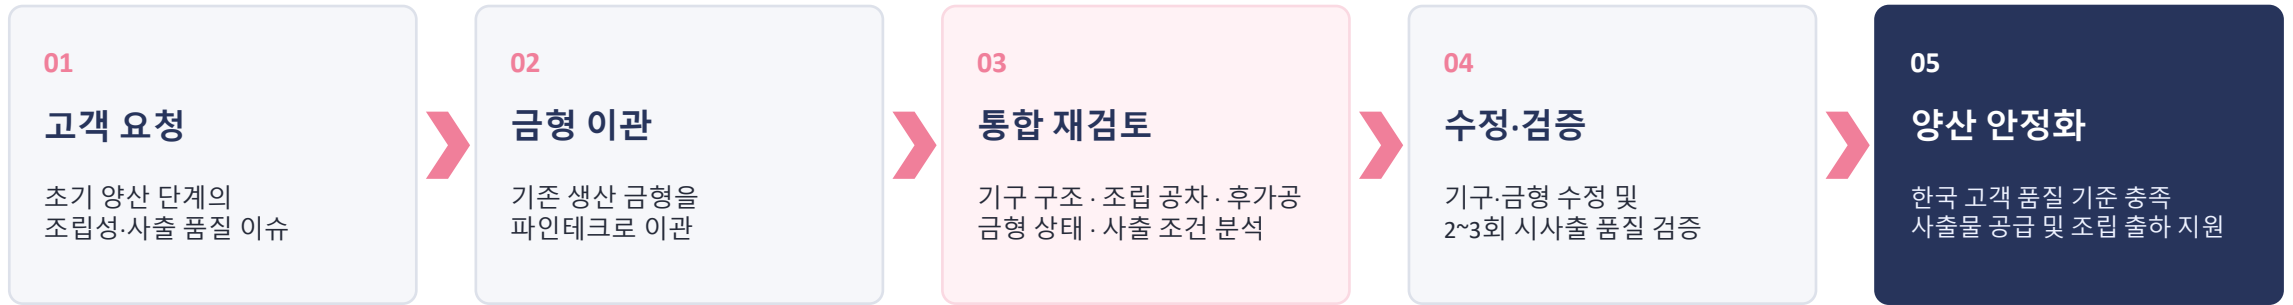 01
고객 요청
초기 양산 단계의
조립성·사출 품질 이슈
02
금형 이관
기존 생산 금형을
파인테크로 이관
03
통합 재검토
기구 구조 · 조립 공차 · 후가공
금형 상태 · 사출 조건 분석
04
수정·검증
기구·금형 수정 및
2~3회 시사출 품질 검증
05
양산 안정화
한국 고객 품질 기준 충족
사출물 공급 및 조립 출하 지원